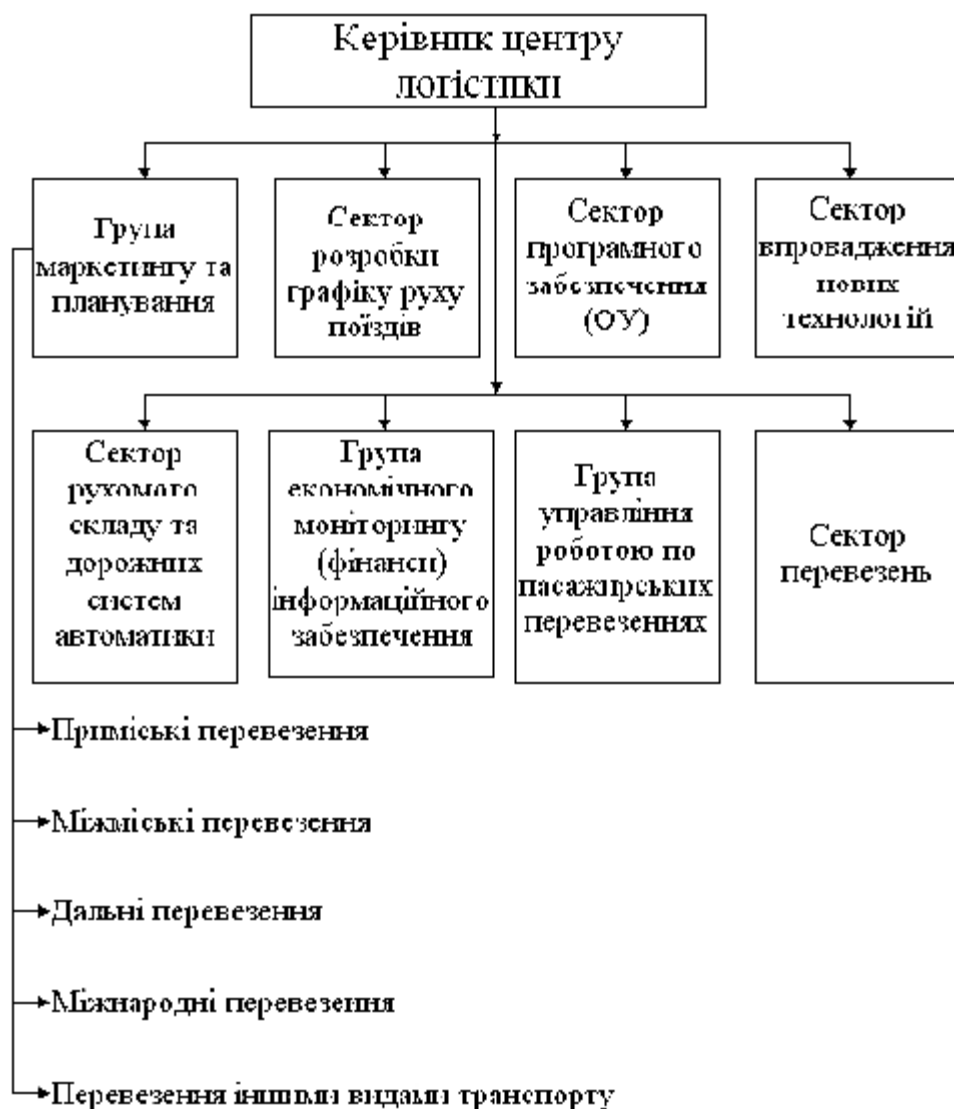 Керівник центру
логістики
Група
маркетингу та
планування
Сектор
розробки
графіку руху
поїздів
Сектор
програмного
забезпечення
(ОУ)
Сектор
впровадження
нових
технологій
Сектор
рухомого
складу та
дорожних
систем
автоматики
Група
економічного
моніторингу
(фінанси)
інформаційного
забезпечення
Група
управління
роботою по
пасажирських
перевезеннях
Сектор
перевезень
Приміські перевезення
Міжміські перевезення
Дальні перевезення
Міжнародні перевезення
Перевезення іншими видами транспорту